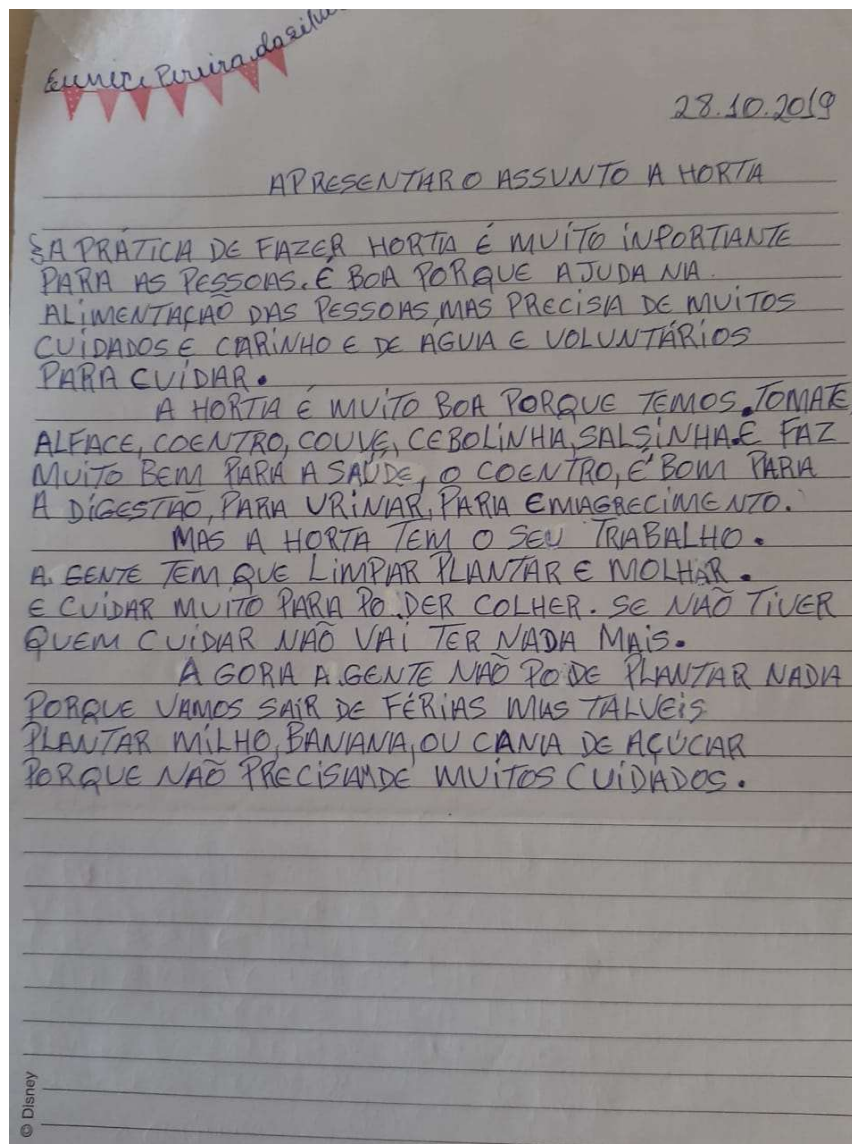 Eunice Pereira da Silva
28.10.2019
APRESENTAR O ASSUNTO A HORTA
A PRÁTICA DE FAZER HORTA É MUITO INPORTANTE
PARA AS PESSOAS. É BOA PORQUE AJUDA NA
ALIMENTAÇÃO DAS PESSOAS, MAS PRECISA DE MUITOS
CUIDADOS E CARINHO E DE ÁGUA E VOLUNTÁRIOS
PARA CUIDAR.
A HORTA É MUITO BOA PORQUE TEMOS. TOMATE,
ALFACE, COENTRO, COUVE, CEBOLINHA, SALSINHA. E FAZ
MUITO BEM PARA A SAÚDE, O COENTRO, É BOM PARA
A DIGESTÃO, PARA URINAR, PARA EMAGRECIMENTO.
MAS A HORTA TEM O SEU TRABALHO.
A GENTE TEM QUE LIMPAR PLANTAR E MOLHAR.
E CUIDAR MUITO PARA PODER COLHER. SE NÃO TIVER
QUEM CUIDAR NÃO VAI TER NADA MAIS.
AGORA A GENTE NÃO PODE PLANTAR NADA
PORQUE VAMOS SAIR DE FÉRIAS MAS TALVEIS
PLANTAR MILHO, BANANA, OU CANA DE AÇÚCAR
PORQUE NÃO PRECISAM DE MUITOS CUIDADOS.
© Disney